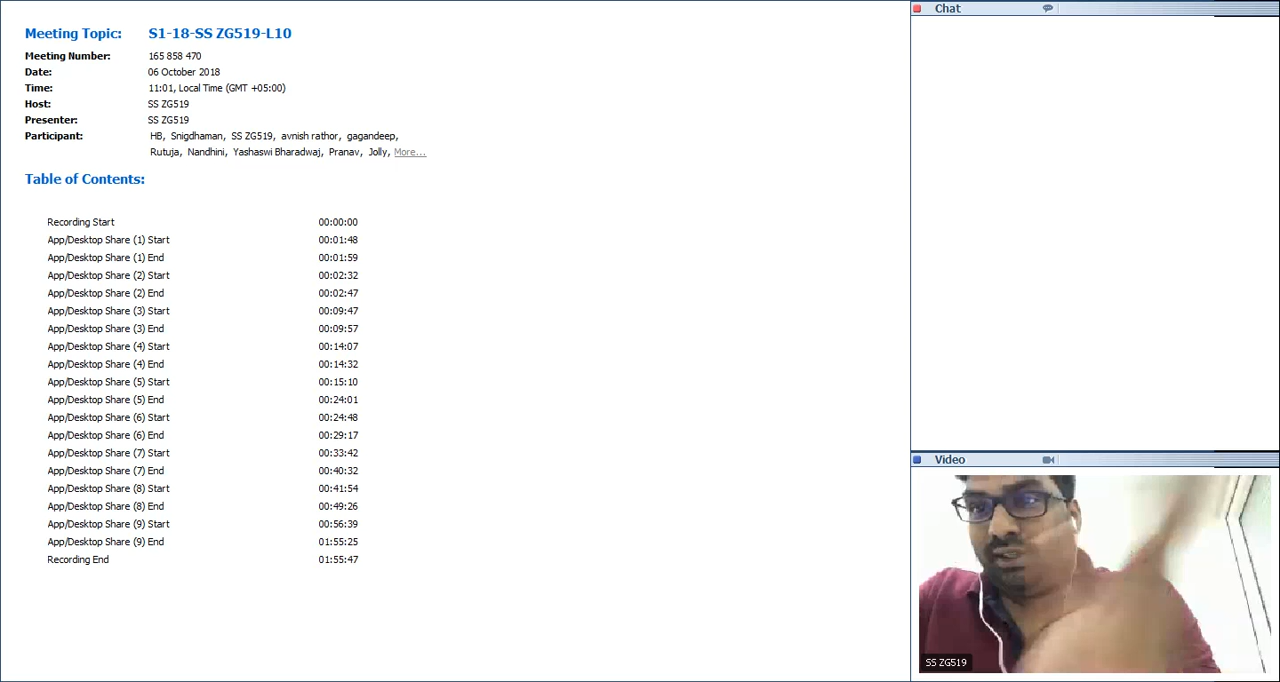 Meeting Topic: S1-18-SS ZG519-L10
Meeting Number: 165 858 470
Date: 06 October 2018
Time: 11:01, Local Time (GMT +05:00)
Host: SS ZG519
Presenter: SS ZG519
Participant: HB, Snigdhaman, SS ZG519, avnish rathor, gagandeep,
Rutuja, Nandhini, Yashaswi Bharadwaj, Pranav, Jolly, More...
Table of Contents:
Recording Start 00:00:00
App/Desktop Share (1) Start 00:01:48
App/Desktop Share (1) End 00:01:59
App/Desktop Share (2) Start 00:02:32
App/Desktop Share (2) End 00:02:47
App/Desktop Share (3) Start 00:09:47
App/Desktop Share (3) End 00:09:57
App/Desktop Share (4) Start 00:14:07
App/Desktop Share (4) End 00:14:32
App/Desktop Share (5) Start 00:15:10
App/Desktop Share (5) End 00:24:01
App/Desktop Share (6) Start 00:24:48
App/Desktop Share (6) End 00:29:17
App/Desktop Share (7) Start 00:33:42
App/Desktop Share (7) End 00:40:32
App/Desktop Share (8) Start 00:41:54
App/Desktop Share (8) End 00:49:26
App/Desktop Share (9) Start 00:56:39
App/Desktop Share (9) End 01:55:25
Recording End 01:55:47
Chat
Video
SS ZG519